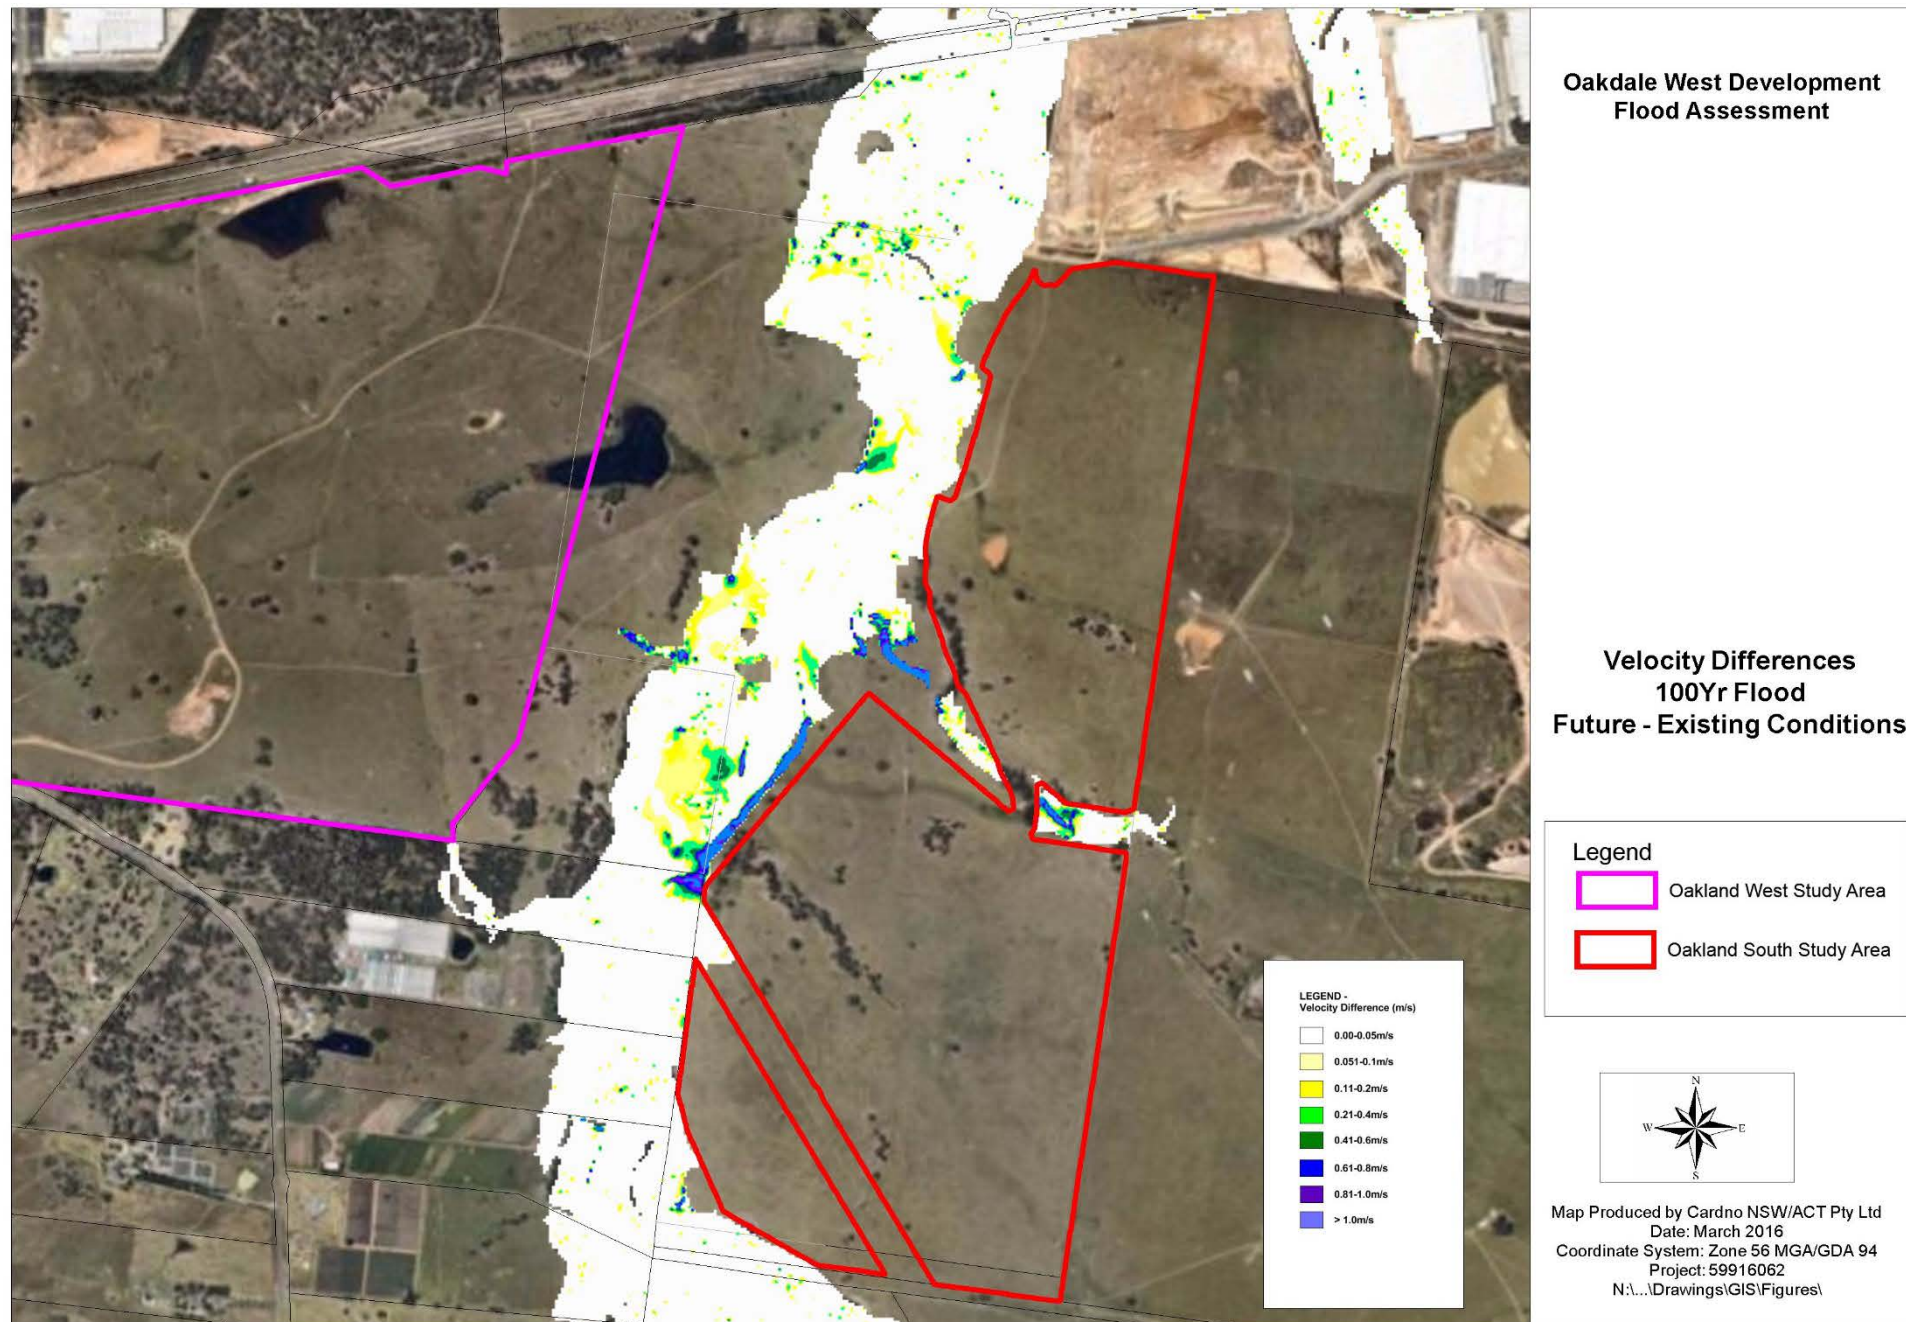 Oakdale West Development
Flood Assessment
Velocity Differences
100Yr Flood
Future - Existing Conditions
Legend
Oakland West Study Area
Oakland South Study Area
LEGEND -
Velocity Difference (m/s)
0.00-0.05m/s
0.051-0.1m/s
0.11-0.2m/s
0.21-0.4m/s
0.41-0.6m/s
0.61-0.8m/s
0.81-1.0m/s
> 1.0m/s
N
W E
S
Map Produced by Cardno NSW/ACT Pty Ltd
Date: March 2016
Coordinate System: Zone 56 MGA/GDA 94
Project: 59916062
N:\...\Drawings\GIS\Figures\